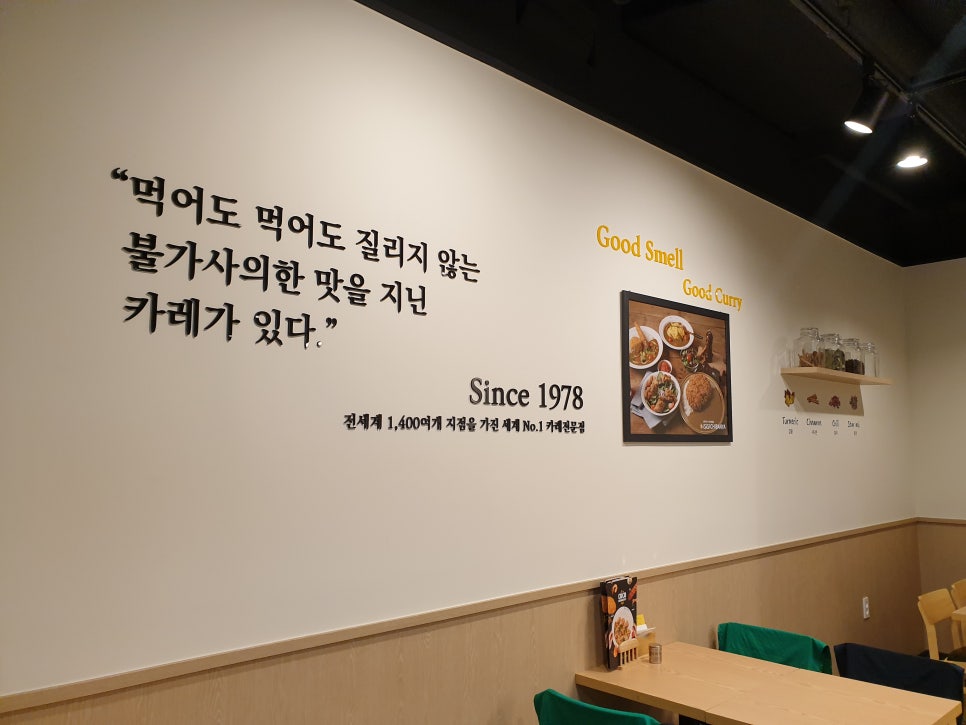 “먹어도 먹어도 질리지 않는
불가사의한 맛을 지닌
카레가 있다.”
Since 1978
전세계 1,400여개 지점을 가진 세계 No.1 카레전문점
Good Smell
Good Curry
Turmeric
Cinnamon